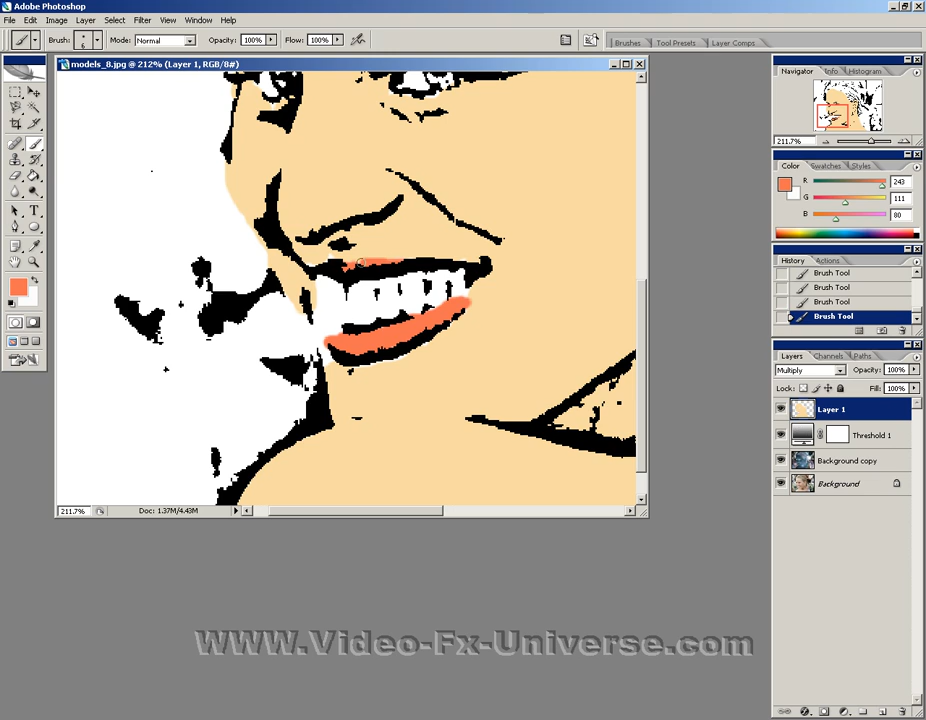 Adobe Photoshop
File Edit Image Layer Select Filter View Window Help
Brush: 6 Mode: Normal Opacity: 100% Flow: 100% Brushes Tool Presets Layer Comps
models_8.jpg @ 212% (Layer 1, RGB/8#)
Navigator Info Histogram
211.7%
Color Swatches Styles
R 243
G 111
B 80
History Actions
Brush Tool
Brush Tool
Brush Tool
Brush Tool
Layers Channels Paths
Multiply Opacity: 100%
Lock: Fill: 100%
Layer 1
Threshold 1
Background copy
Background
211.7% Doc: 1.37M/4.43M
WWW.Video-Fx-Universe.com